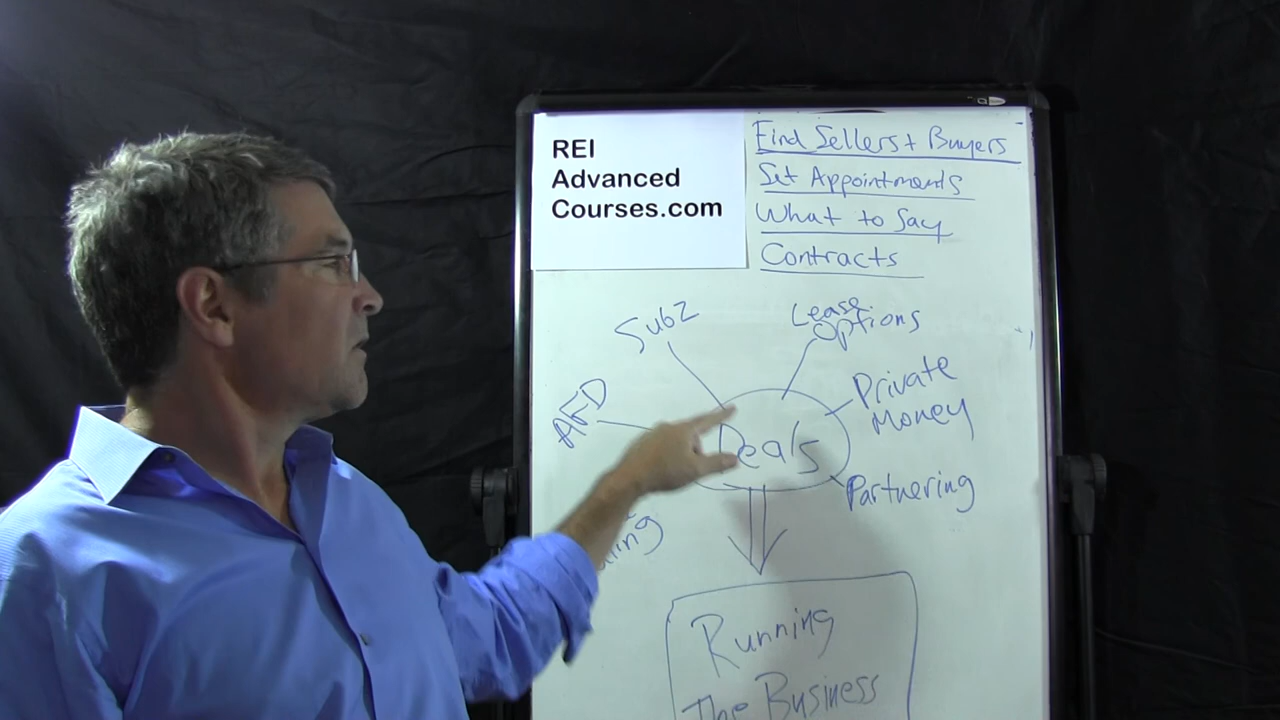 REI
Advanced
Courses.com
Find Sellers + Buyers
Set Appointments
What to Say
Contracts
Sub2
Lease
Options
AFD
Private
Money
Deals
Partnering
Running
The Business